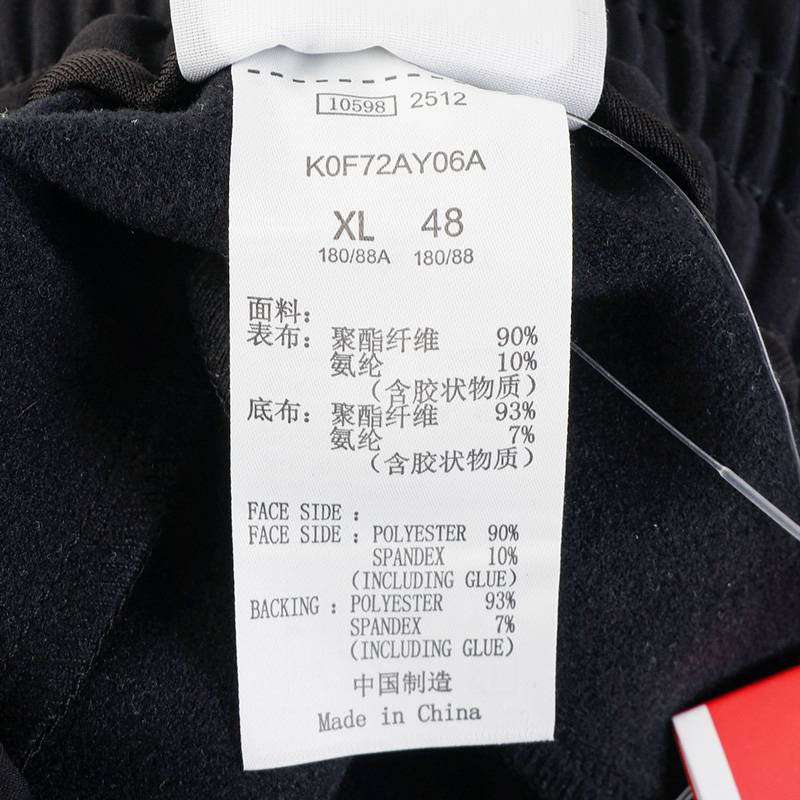 10598 2512
K0F72AY06A
XL 48
180/88A 180/88
面料：
表布：聚酯纤维 90%
氨纶 10%
（含胶状物质）
底布：聚酯纤维 93%
氨纶 7%
（含胶状物质）
FACE SIDE :
FACE SIDE : POLYESTER 90%
SPANDEX 10%
(INCLUDING GLUE)
BACKING : POLYESTER 93%
SPANDEX 7%
(INCLUDING GLUE)
中国制造
Made in China